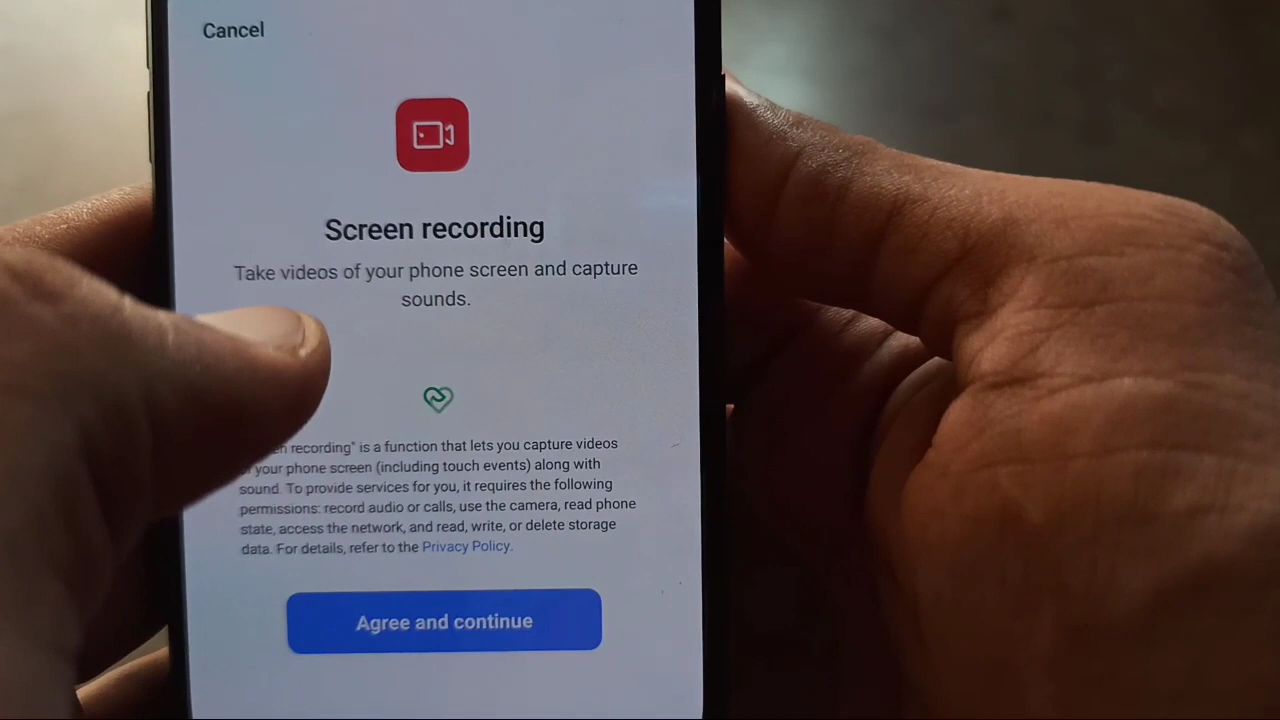 Cancel
Screen recording
Take videos of your phone screen and capture
sounds.
recording" is a function that lets you capture videos
your phone screen (including touch events) along with
sound. To provide services for you, it requires the following
permissions: record audio or calls, use the camera, read phone
state, access the network, and read, write, or delete storage
data. For details, refer to the Privacy Policy.
Agree and continue